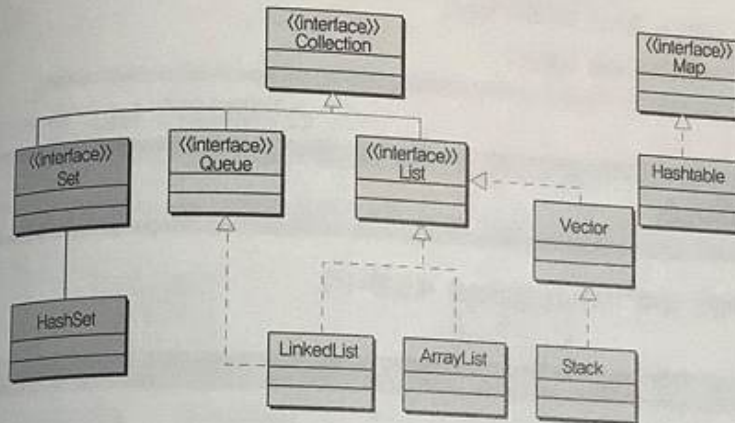 ⟨⟨interface⟩⟩
Collection
⟨⟨interface⟩⟩
Map
⟨⟨interface⟩⟩
Set
⟨⟨interface⟩⟩
Queue
⟨⟨interface⟩⟩
List
Hashtable
Vector
HashSet
LinkedList
ArrayList
Stack